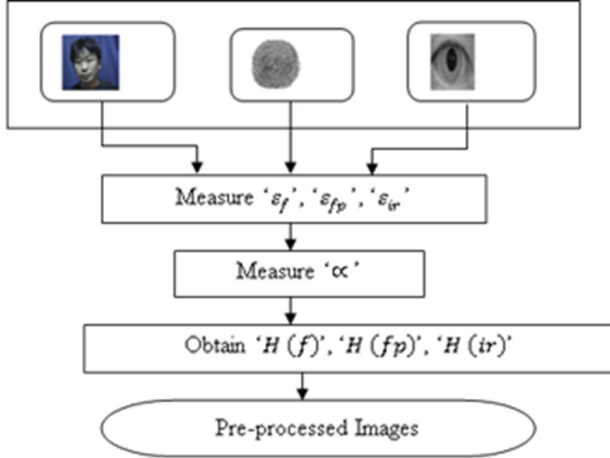 Measure ‘ε_f’, ‘ε_fp’, ‘ε_ir’
Measure ‘∝’
Obtain ‘H (f)’, ‘H (fp)’, ‘H (ir)’
Pre-processed Images